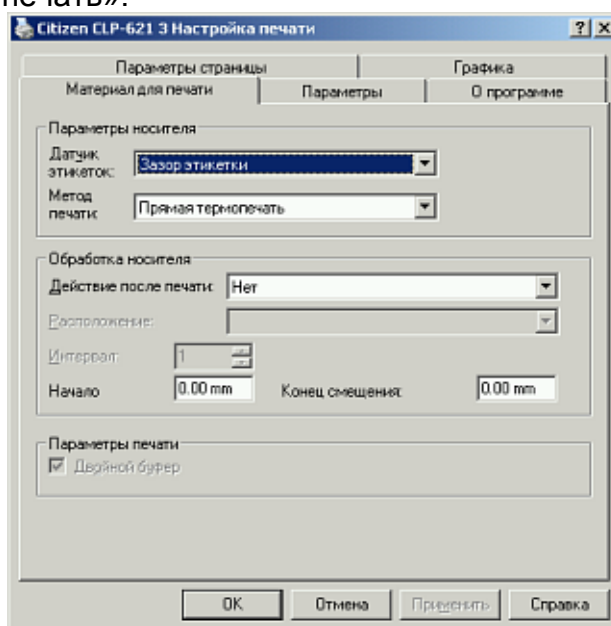 печать».
Citizen CLP-621 3 Настройка печати
Параметры страницы Графика
Материал для печати Параметры О программе
Параметры носителя
Датчик этикеток: Зазор этикетки
Метод печати: Прямая термопечать
Обработка носителя
Действие после печати: Нет
Расположение:
Интервал: 1
Начало 0.00 mm Конец смещения: 0.00 mm
Параметры печати
Двойной буфер
OK Отмена Применить Справка